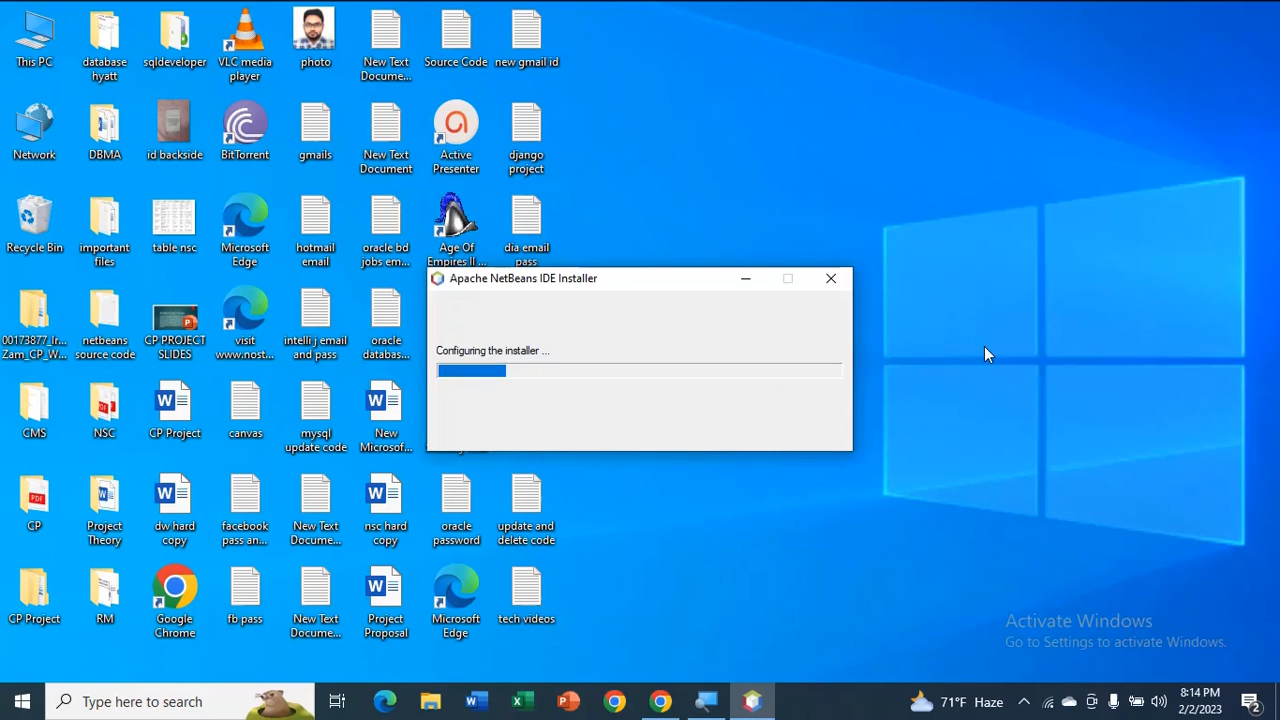 This PC
database
hyatt
sqldeveloper
VLC media
player
photo
New Text
Docume...
Source Code
new gmail id
Network
DBMA
id backside
BitTorrent
gmails
New Text
Document
Active
Presenter
django
project
Recycle Bin
important
files
table nsc
Microsoft
Edge
hotmail
email
oracle bd
jobs em...
Age Of
Empires II ...
dia email
pass
Apache NetBeans IDE Installer
Configuring the installer ...
00173877_Ir...
Zam_CP_W...
netbeans
source code
CP PROJECT
SLIDES
visit
www.nost...
intelli j email
and pass
oracle
databas...
CMS
NSC
CP Project
canvas
mysql
update code
New
Microsof...
CP
Project
Theory
dw hard
copy
facebook
pass an...
New Text
Docume...
nsc hard
copy
oracle
password
update and
delete code
CP Project
RM
Google
Chrome
fb pass
New Text
Docume...
Project
Proposal
Microsoft
Edge
tech videos
Activate Windows
Go to Settings to activate Windows.
Type here to search
71°F Haze
8:14 PM
2/2/2023
2